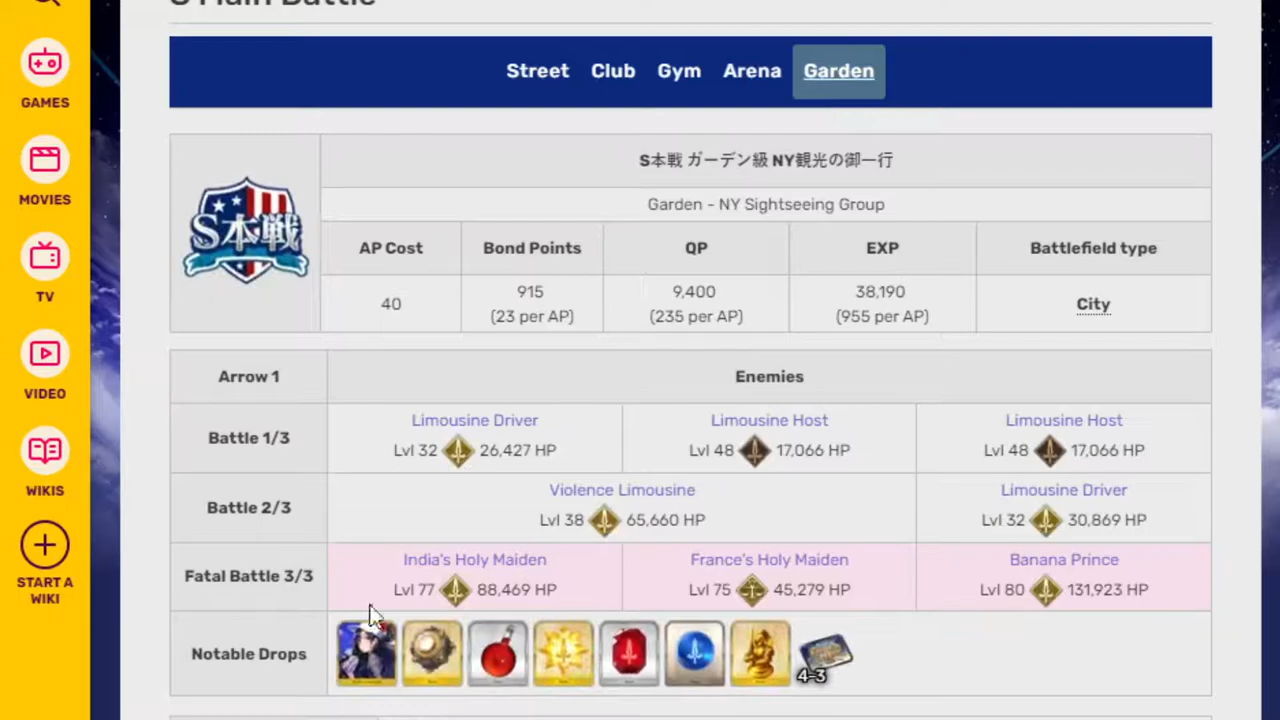 S Main Battle
GAMES
MOVIES
TV
VIDEO
WIKIS
START A
WIKI
Street Club Gym Arena Garden
S本戦
S本戦 ガーデン級 NY観光の御一行
Garden - NY Sightseeing Group
AP Cost Bond Points QP EXP Battlefield type
40 915 9,400 38,190 City
(23 per AP) (235 per AP) (955 per AP)
Arrow 1 Enemies
Battle 1/3 Limousine Driver Limousine Host Limousine Host
Lvl 32 26,427 HP Lvl 48 17,066 HP Lvl 48 17,066 HP
Battle 2/3 Violence Limousine Limousine Driver
Lvl 38 65,660 HP Lvl 32 30,869 HP
Fatal Battle 3/3 India's Holy Maiden France's Holy Maiden Banana Prince
Lvl 77 88,469 HP Lvl 75 45,279 HP Lvl 80 131,923 HP
Notable Drops 4-3